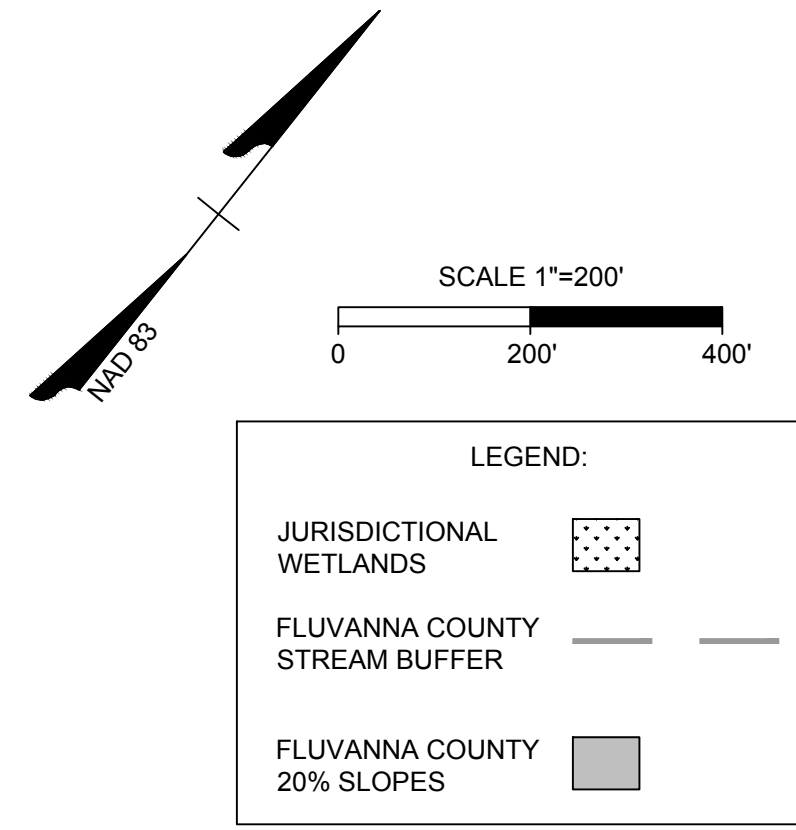 NAD 83
SCALE 1"=200'
0 200' 400'
LEGEND:
JURISDICTIONAL
WETLANDS
FLUVANNA COUNTY
STREAM BUFFER
FLUVANNA COUNTY
20% SLOPES